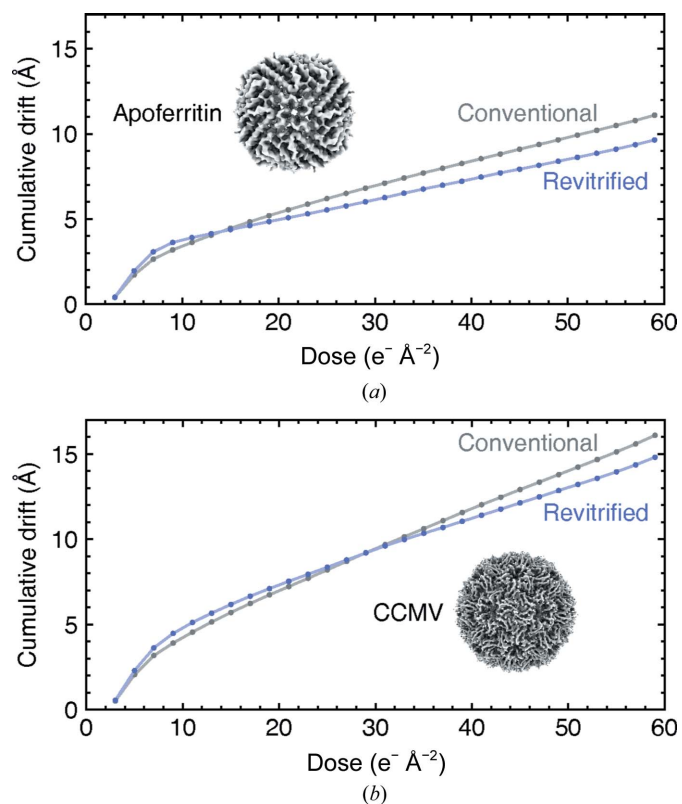 15
10
5
0
Cumulative drift (Å)
Apoferritin
Conventional
Revitrified
0 10 20 30 40 50 60
Dose (e⁻ Å⁻²)
(a)
15
10
5
0
Cumulative drift (Å)
Conventional
Revitrified
CCMV
0 10 20 30 40 50 60
Dose (e⁻ Å⁻²)
(b)